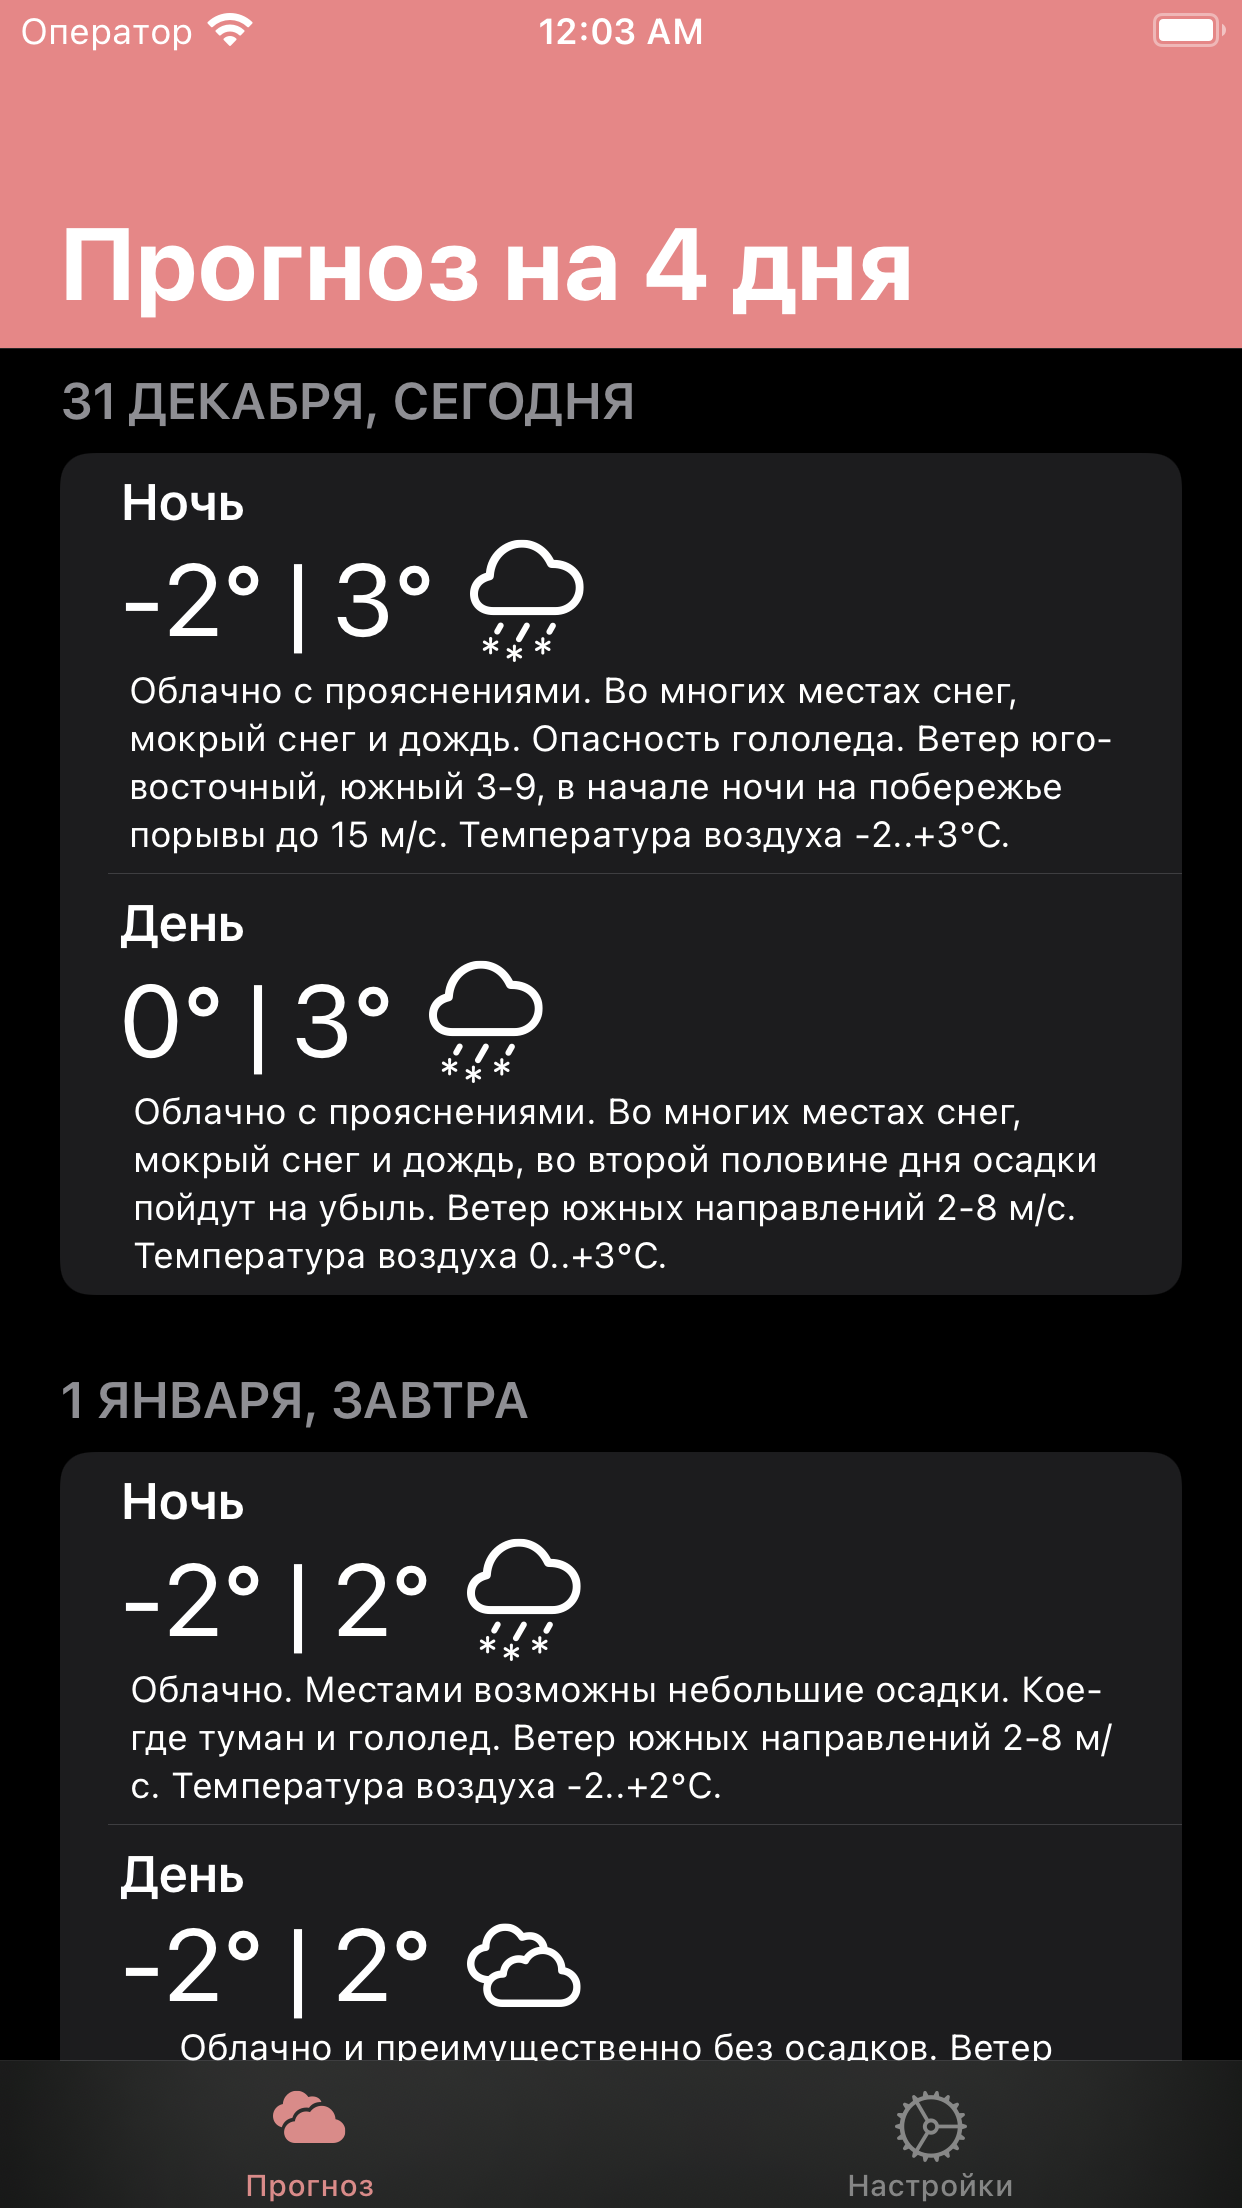 Оператор 12:03 AM
Прогноз на 4 дня
31 ДЕКАБРЯ, СЕГОДНЯ
Ночь
-2° | 3°
Облачно с прояснениями. Во многих местах снег,
мокрый снег и дождь. Опасность гололеда. Ветер юго-
восточный, южный 3-9, в начале ночи на побережье
порывы до 15 м/с. Температура воздуха -2..+3°C.
День
0° | 3°
Облачно с прояснениями. Во многих местах снег,
мокрый снег и дождь, во второй половине дня осадки
пойдут на убыль. Ветер южных направлений 2-8 м/с.
Температура воздуха 0..+3°C.
1 ЯНВАРЯ, ЗАВТРА
Ночь
-2° | 2°
Облачно. Местами возможны небольшие осадки. Кое-
где туман и гололед. Ветер южных направлений 2-8 м/
с. Температура воздуха -2..+2°C.
День
-2° | 2°
Облачно и преимущественно без осадков. Ветер
Прогноз Настройки